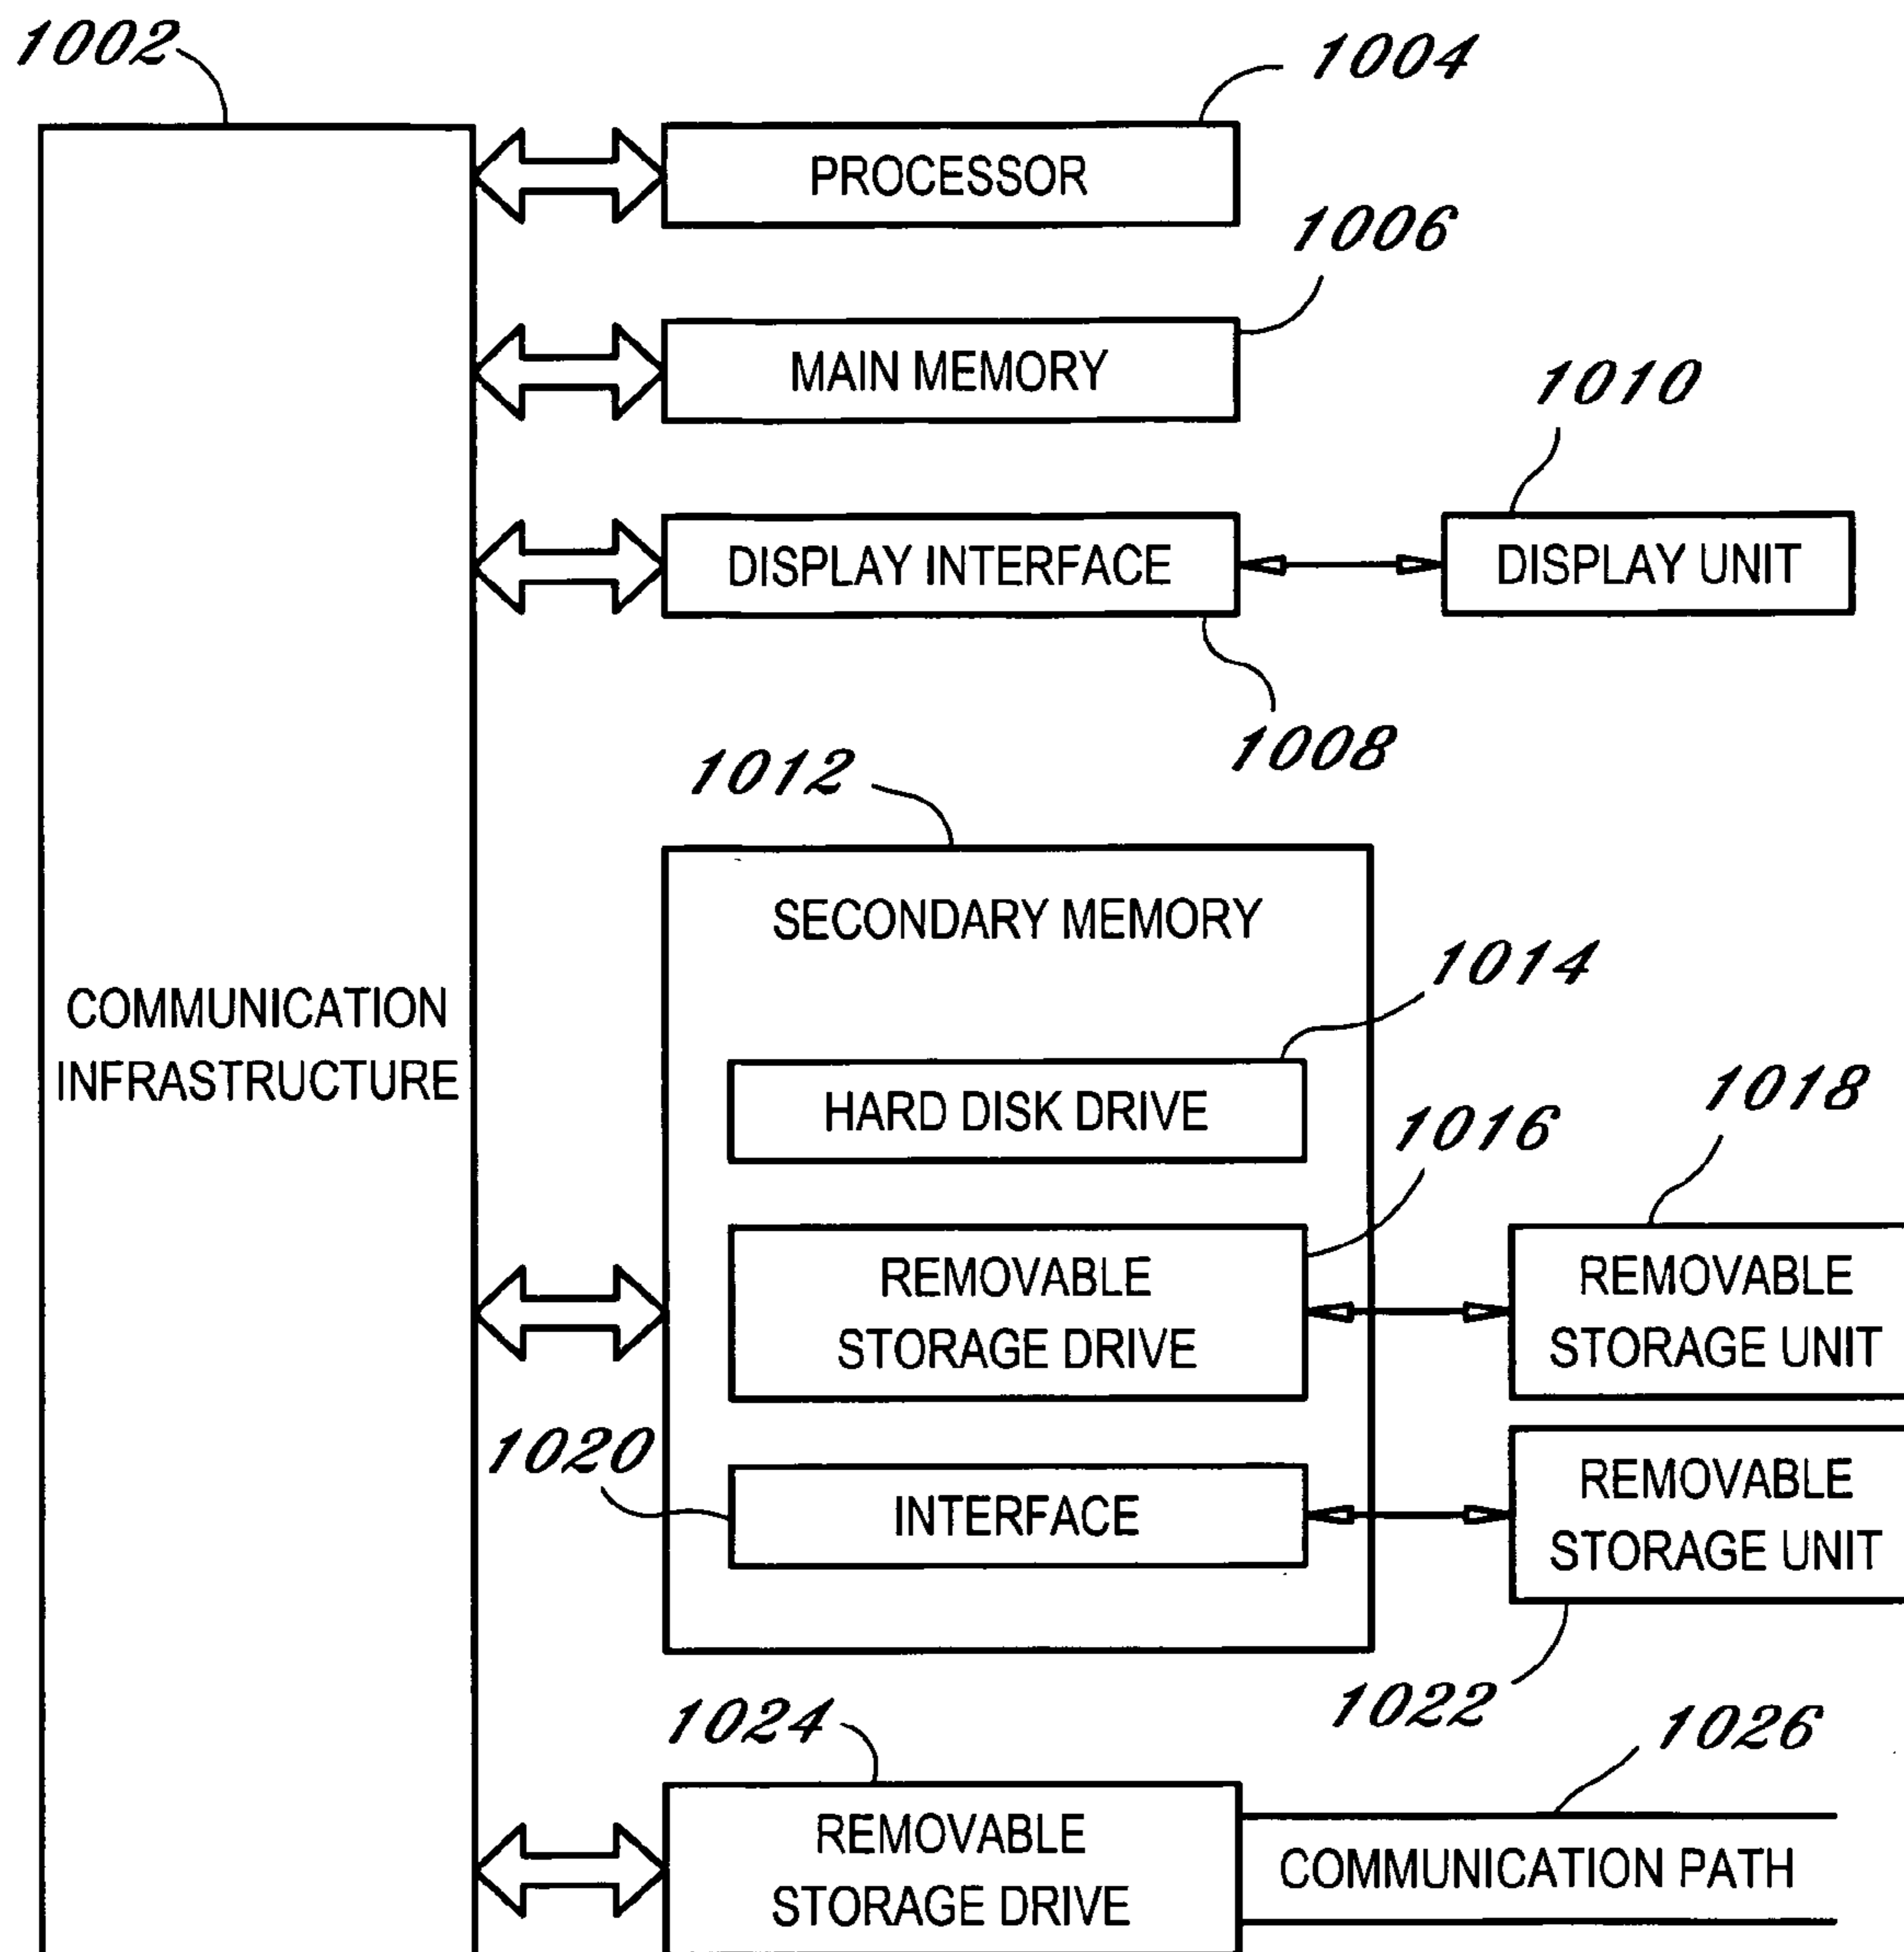 1002
1004
PROCESSOR
1006
MAIN MEMORY
1010
DISPLAY INTERFACE
DISPLAY UNIT
1008
1012
SECONDARY MEMORY
1014
COMMUNICATION
INFRASTRUCTURE
HARD DISK DRIVE
1016
1018
REMOVABLE
STORAGE DRIVE
REMOVABLE
STORAGE UNIT
1020
INTERFACE
REMOVABLE
STORAGE UNIT
1022
1024
1026
REMOVABLE
STORAGE DRIVE
COMMUNICATION PATH